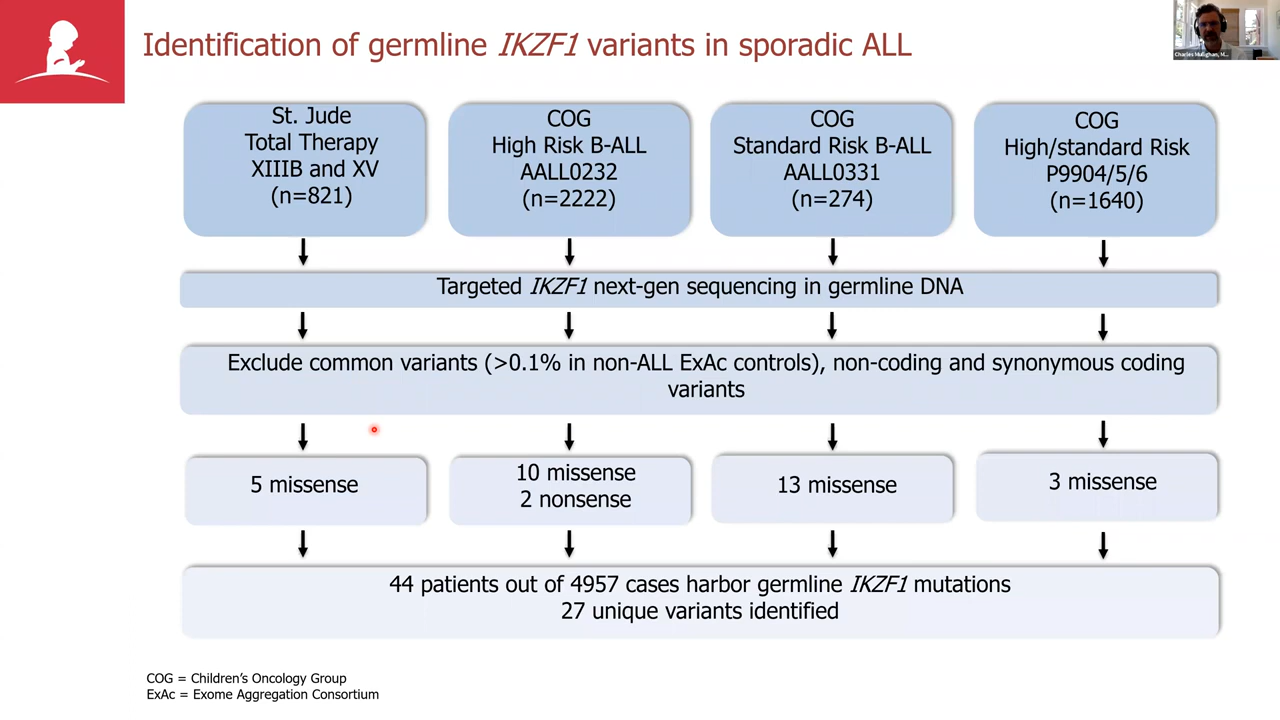 Identification of germline IKZF1 variants in sporadic ALL
Charles Mullighan, M...
St. Jude
Total Therapy
XIIIB and XV
(n=821)
COG
High Risk B-ALL
AALL0232
(n=2222)
COG
Standard Risk B-ALL
AALL0331
(n=274)
COG
High/standard Risk
P9904/5/6
(n=1640)
Targeted IKZF1 next-gen sequencing in germline DNA
Exclude common variants (>0.1% in non-ALL ExAc controls), non-coding and synonymous coding
variants
5 missense
10 missense
2 nonsense
13 missense
3 missense
44 patients out of 4957 cases harbor germline IKZF1 mutations
27 unique variants identified
COG = Children's Oncology Group
ExAc = Exome Aggregation Consortium